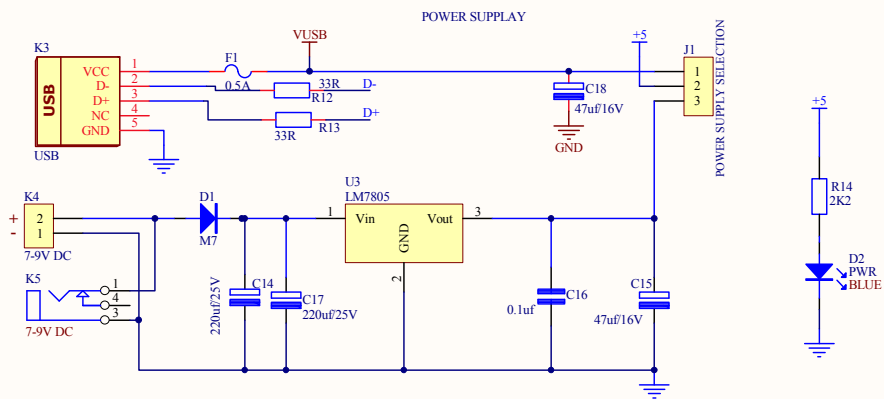 POWER SUPPLAY
K3
USB
VCC 1
D- 2
D+ 3
NC 4
GND 5
USB
F1
0.5A
VUSB
33R
R12
D-
33R
R13
D+
C18
47uf/16V
GND
+5
J1
1
2
3
POWER SUPPLY SELECTION
K4
+ 2
- 1
7-9V DC
K5
1
4
3
7-9V DC
D1
M7
C14
220uf/25V
C17
220uf/25V
U3
LM7805
1 Vin Vout 3
GND
2
C16
0.1uf
C15
47uf/16V
+5
R14
2K2
D2
PWR
BLUE